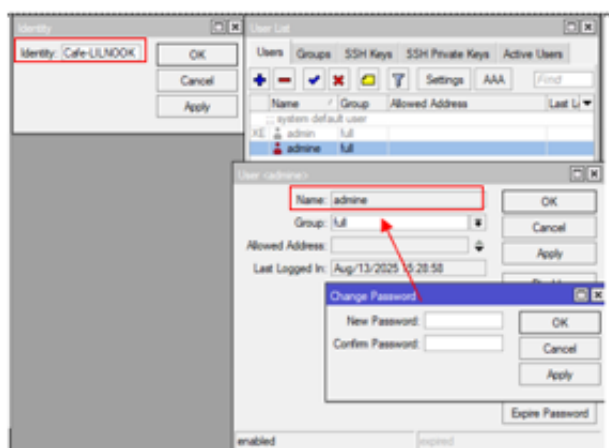 Identity
Identity: Cafe-LILNOOK
OK
Cancel
Apply
User List
Users Groups SSH Keys SSH Private Keys Active Users
Settings AAA Find
Name Group Allowed Address Last L
::: system default user
XE admin full
admine full
User <admine>
Name: admine
Group: full
Allowed Address:
Last Logged In: Aug/13/2025 15:28:58
OK
Cancel
Apply
Change Password
New Password:
Confirm Password:
OK
Cancel
Apply
Expire Password
enabled expired